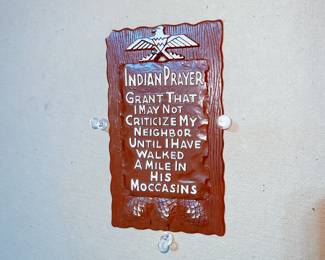 INDIAN PRAYER
GRANT THAT
I MAY NOT
CRITICIZE MY
NEIGHBOR
UNTIL I HAVE
WALKED
A MILE IN
HIS
MOCCASINS